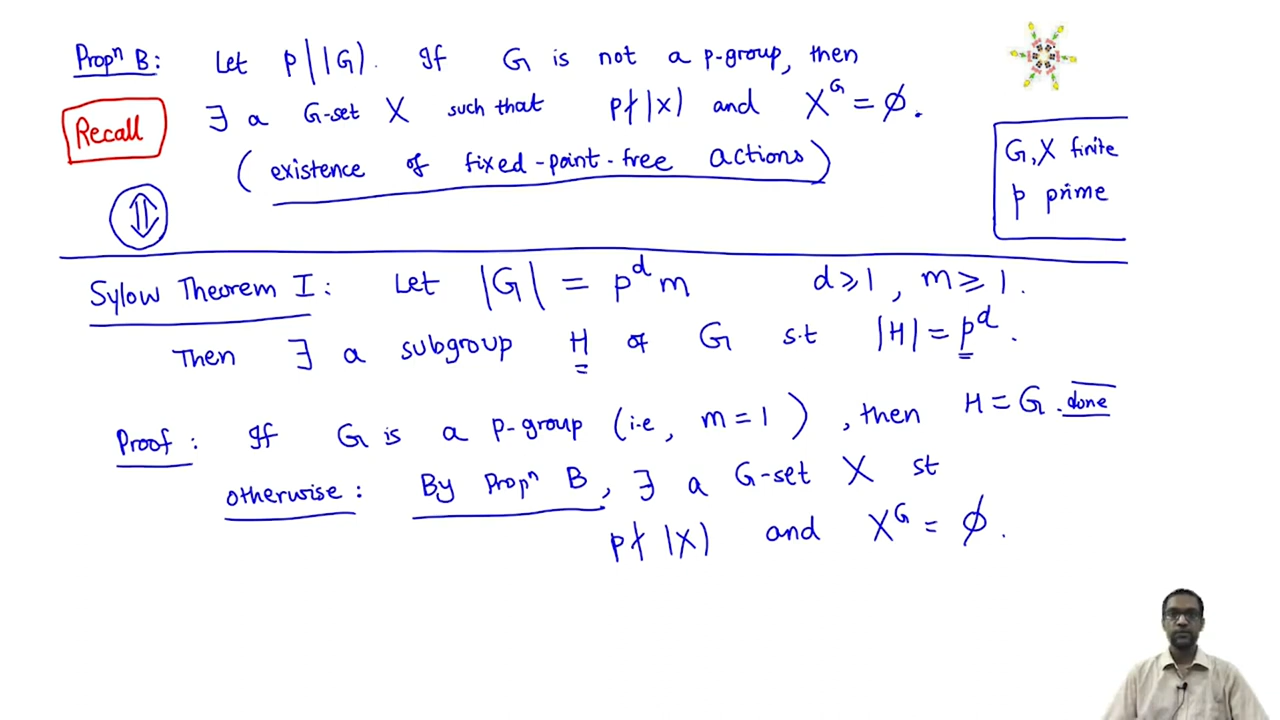 Propⁿ B: Let p | |G|. If G is not a p-group, then
Recall
∃ a G-set X such that p∤|X| and X^G = ∅.
(existence of fixed-point-free actions)
G, X finite
p prime
⇕
Sylow Theorem I: Let |G| = p^d m d≥1, m≥1.
Then ∃ a subgroup H of G s.t |H| = p^d.
Proof: If G is a p-group (i.e, m=1), then H=G. done
otherwise: By Propⁿ B, ∃ a G-set X st
p∤|X| and X^G = ∅.